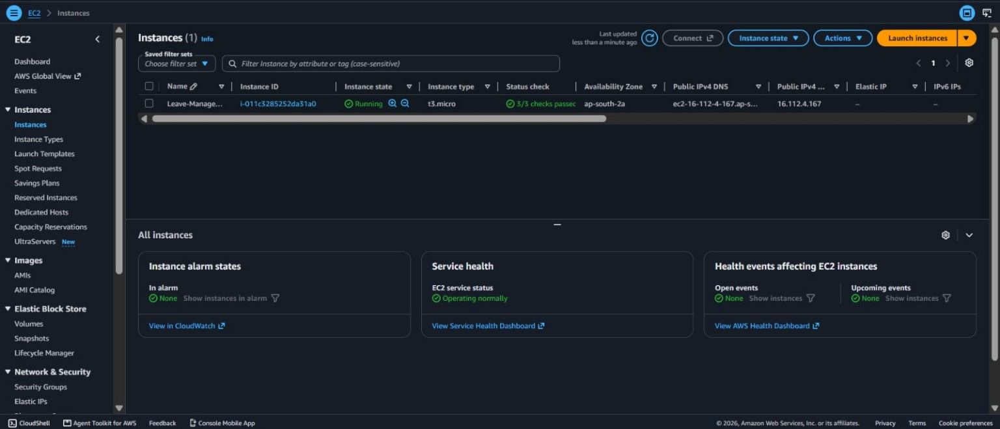 EC2 > Instances
EC2
Dashboard
AWS Global View
Events
Instances
Instances
Instance Types
Launch Templates
Spot Requests
Savings Plans
Reserved Instances
Dedicated Hosts
Capacity Reservations
UltraServers New
Images
AMIs
AMI Catalog
Elastic Block Store
Volumes
Snapshots
Lifecycle Manager
Network & Security
Security Groups
Elastic IPs
Instances (1) Info
Last updated
less than a minute ago
Connect
Instance state
Actions
Launch instances
Saved filter sets
Choose filter set
Filter Instance by attribute or tag (case-sensitive)
1
Name Instance ID Instance state Instance type Status check Availability Zone Public IPv4 DNS Public IPv4 ... Elastic IP IPv6 IPs
Leave-Manage... i-011c3285252da31a0 Running t3.micro 3/3 checks passec ap-south-2a ec2-16-112-4-167.ap-s... 16.112.4.167 – –
All instances
Instance alarm states
In alarm
None Show instances in alarm
View in CloudWatch
Service health
EC2 service status
Operating normally
View Service Health Dashboard
Health events affecting EC2 instances
Open events Upcoming events
None Show instances None Show instances
View AWS Health Dashboard
CloudShell Agent Toolkit for AWS Feedback Console Mobile App © 2026, Amazon Web Services, Inc. or its affiliates. Privacy Terms Cookie preferences